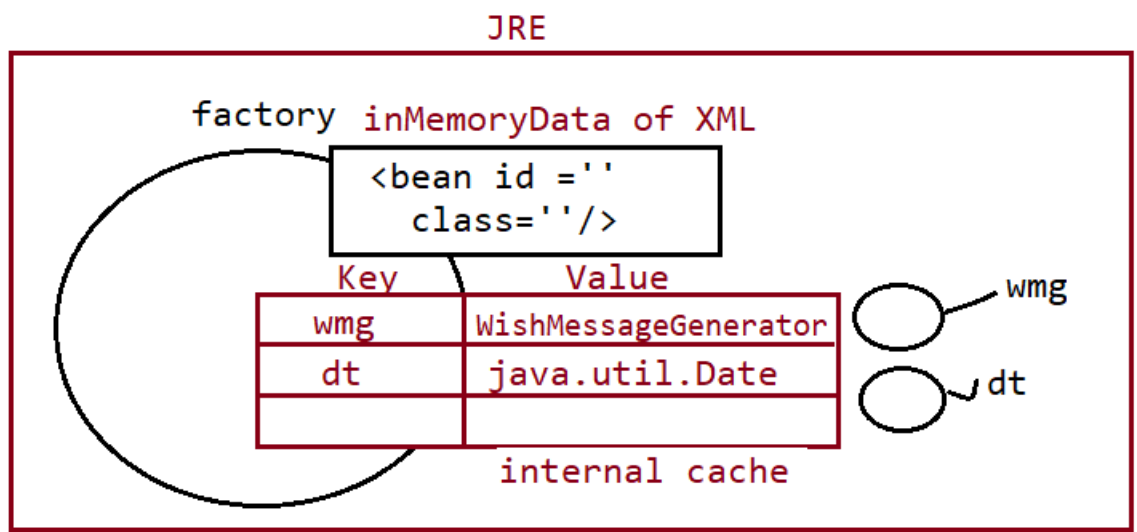 JRE
factory inMemoryData of XML
<bean id =''
class=''/>
Key Value
wmg WishMessageGenerator wmg
dt java.util.Date dt
internal cache